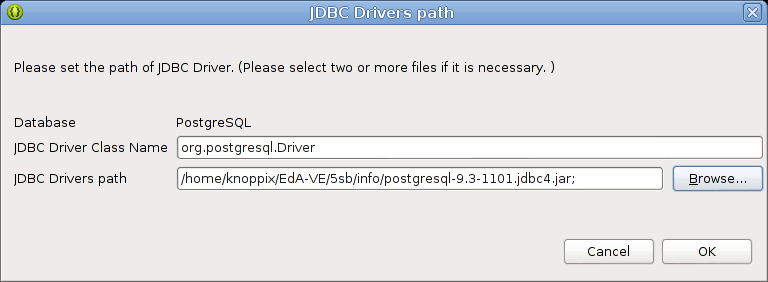 JDBC Drivers path
Please set the path of JDBC Driver. (Please select two or more files if it is necessary. )
Database PostgreSQL
JDBC Driver Class Name org.postgresql.Driver
JDBC Drivers path /home/knoppix/EdA-VE/5sb/info/postgresql-9.3-1101.jdbc4.jar; Browse...
Cancel OK